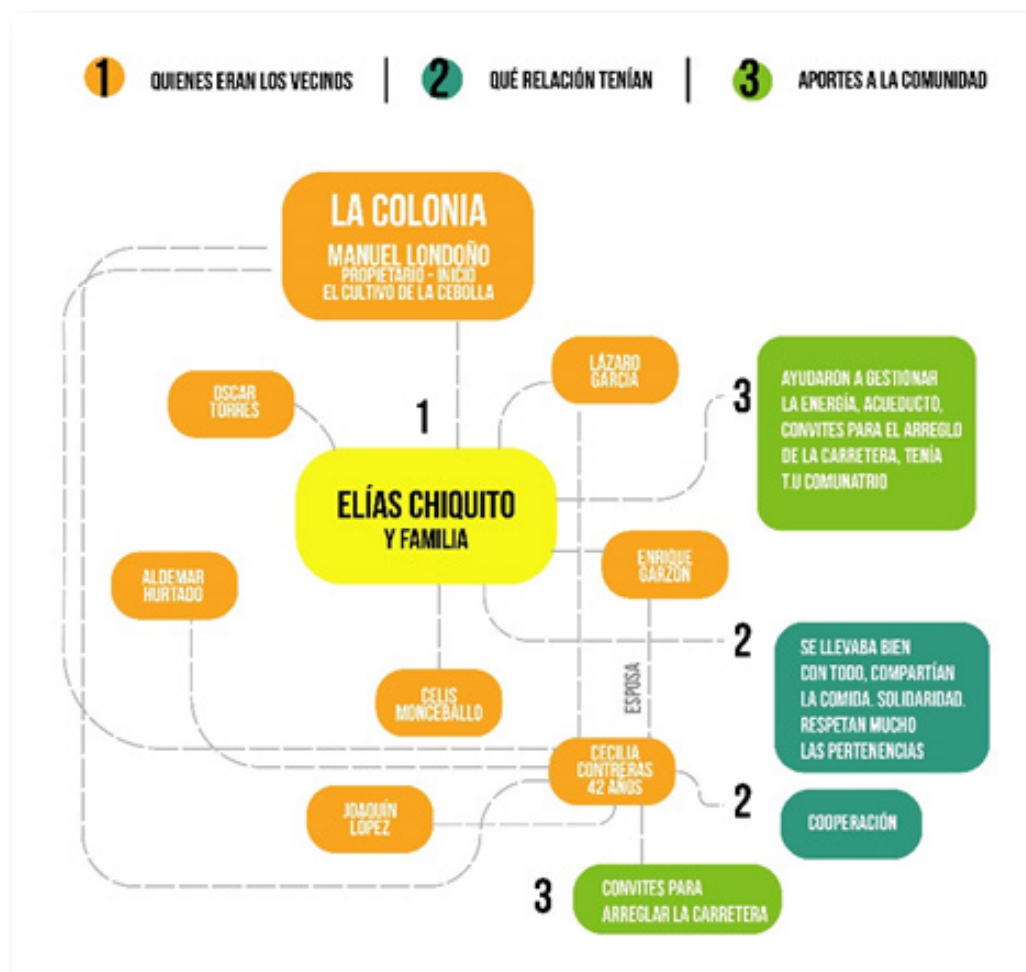 1 QUIENES ERAN LOS VECINOS
2 QUÉ RELACIÓN TENÍAN
3 APORTES A LA COMUNIDAD
LA COLONIA
MANUEL LONDOÑO
PROPIETARIO - INICIO
EL CULTIVO DE LA CEBOLLA
OSCAR
TORRES
1
LÁZARO
GARCIA
3
AYUDARON A GESTIONAR
LA ENERGÍA, ACUEDUCTO,
CONVITES PARA EL ARREGLO
DE LA CARRETERA, TENÍA
T.U COMUNATRIO
ELÍAS CHIQUITO
Y FAMILIA
ALDEMAR
HURTADO
ENRIQUE
GARZÓN
2
SE LLEVABA BIEN
CON TODO, COMPARTÍAN
LA COMIDA. SOLIDARIDAD.
RESPETAN MUCHO
LAS PERTENENCIAS
CELIS
MONCEBALLO
ESPOSA
CECILIA
CONTRERAS
42 AÑOS
2
COOPERACIÓN
JOAQUÍN
LÓPEZ
3
CONVITES PARA
ARREGLAR LA CARRETERA